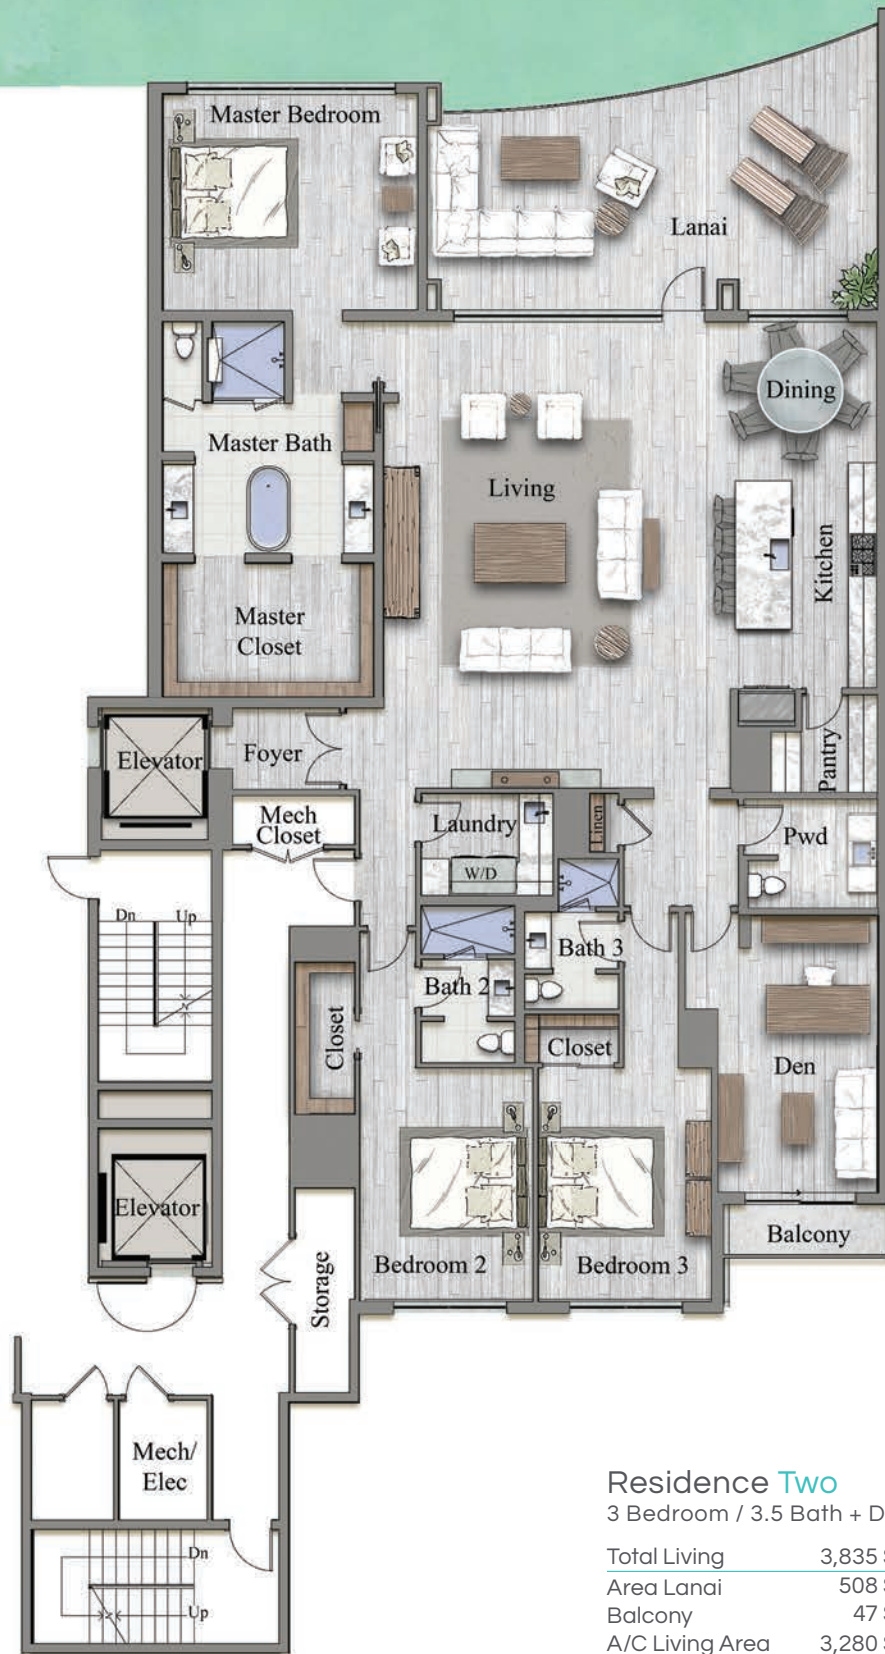 Master Bedroom
Lanai
Dining
Master Bath
Living
Kitchen
Master
Closet
Elevator
Foyer
Pantry
Mech
Closet
Laundry
Linen
Pwd
W/D
Dn
Up
Bath 3
Bath 2
Closet
Closet
Den
Elevator
Balcony
Bedroom 2
Bedroom 3
Storage
Mech/
Elec
Dn
Up
Residence Two
3 Bedroom / 3.5 Bath + D
Total Living 3,835
Area Lanai 508
Balcony 47
A/C Living Area 3,280